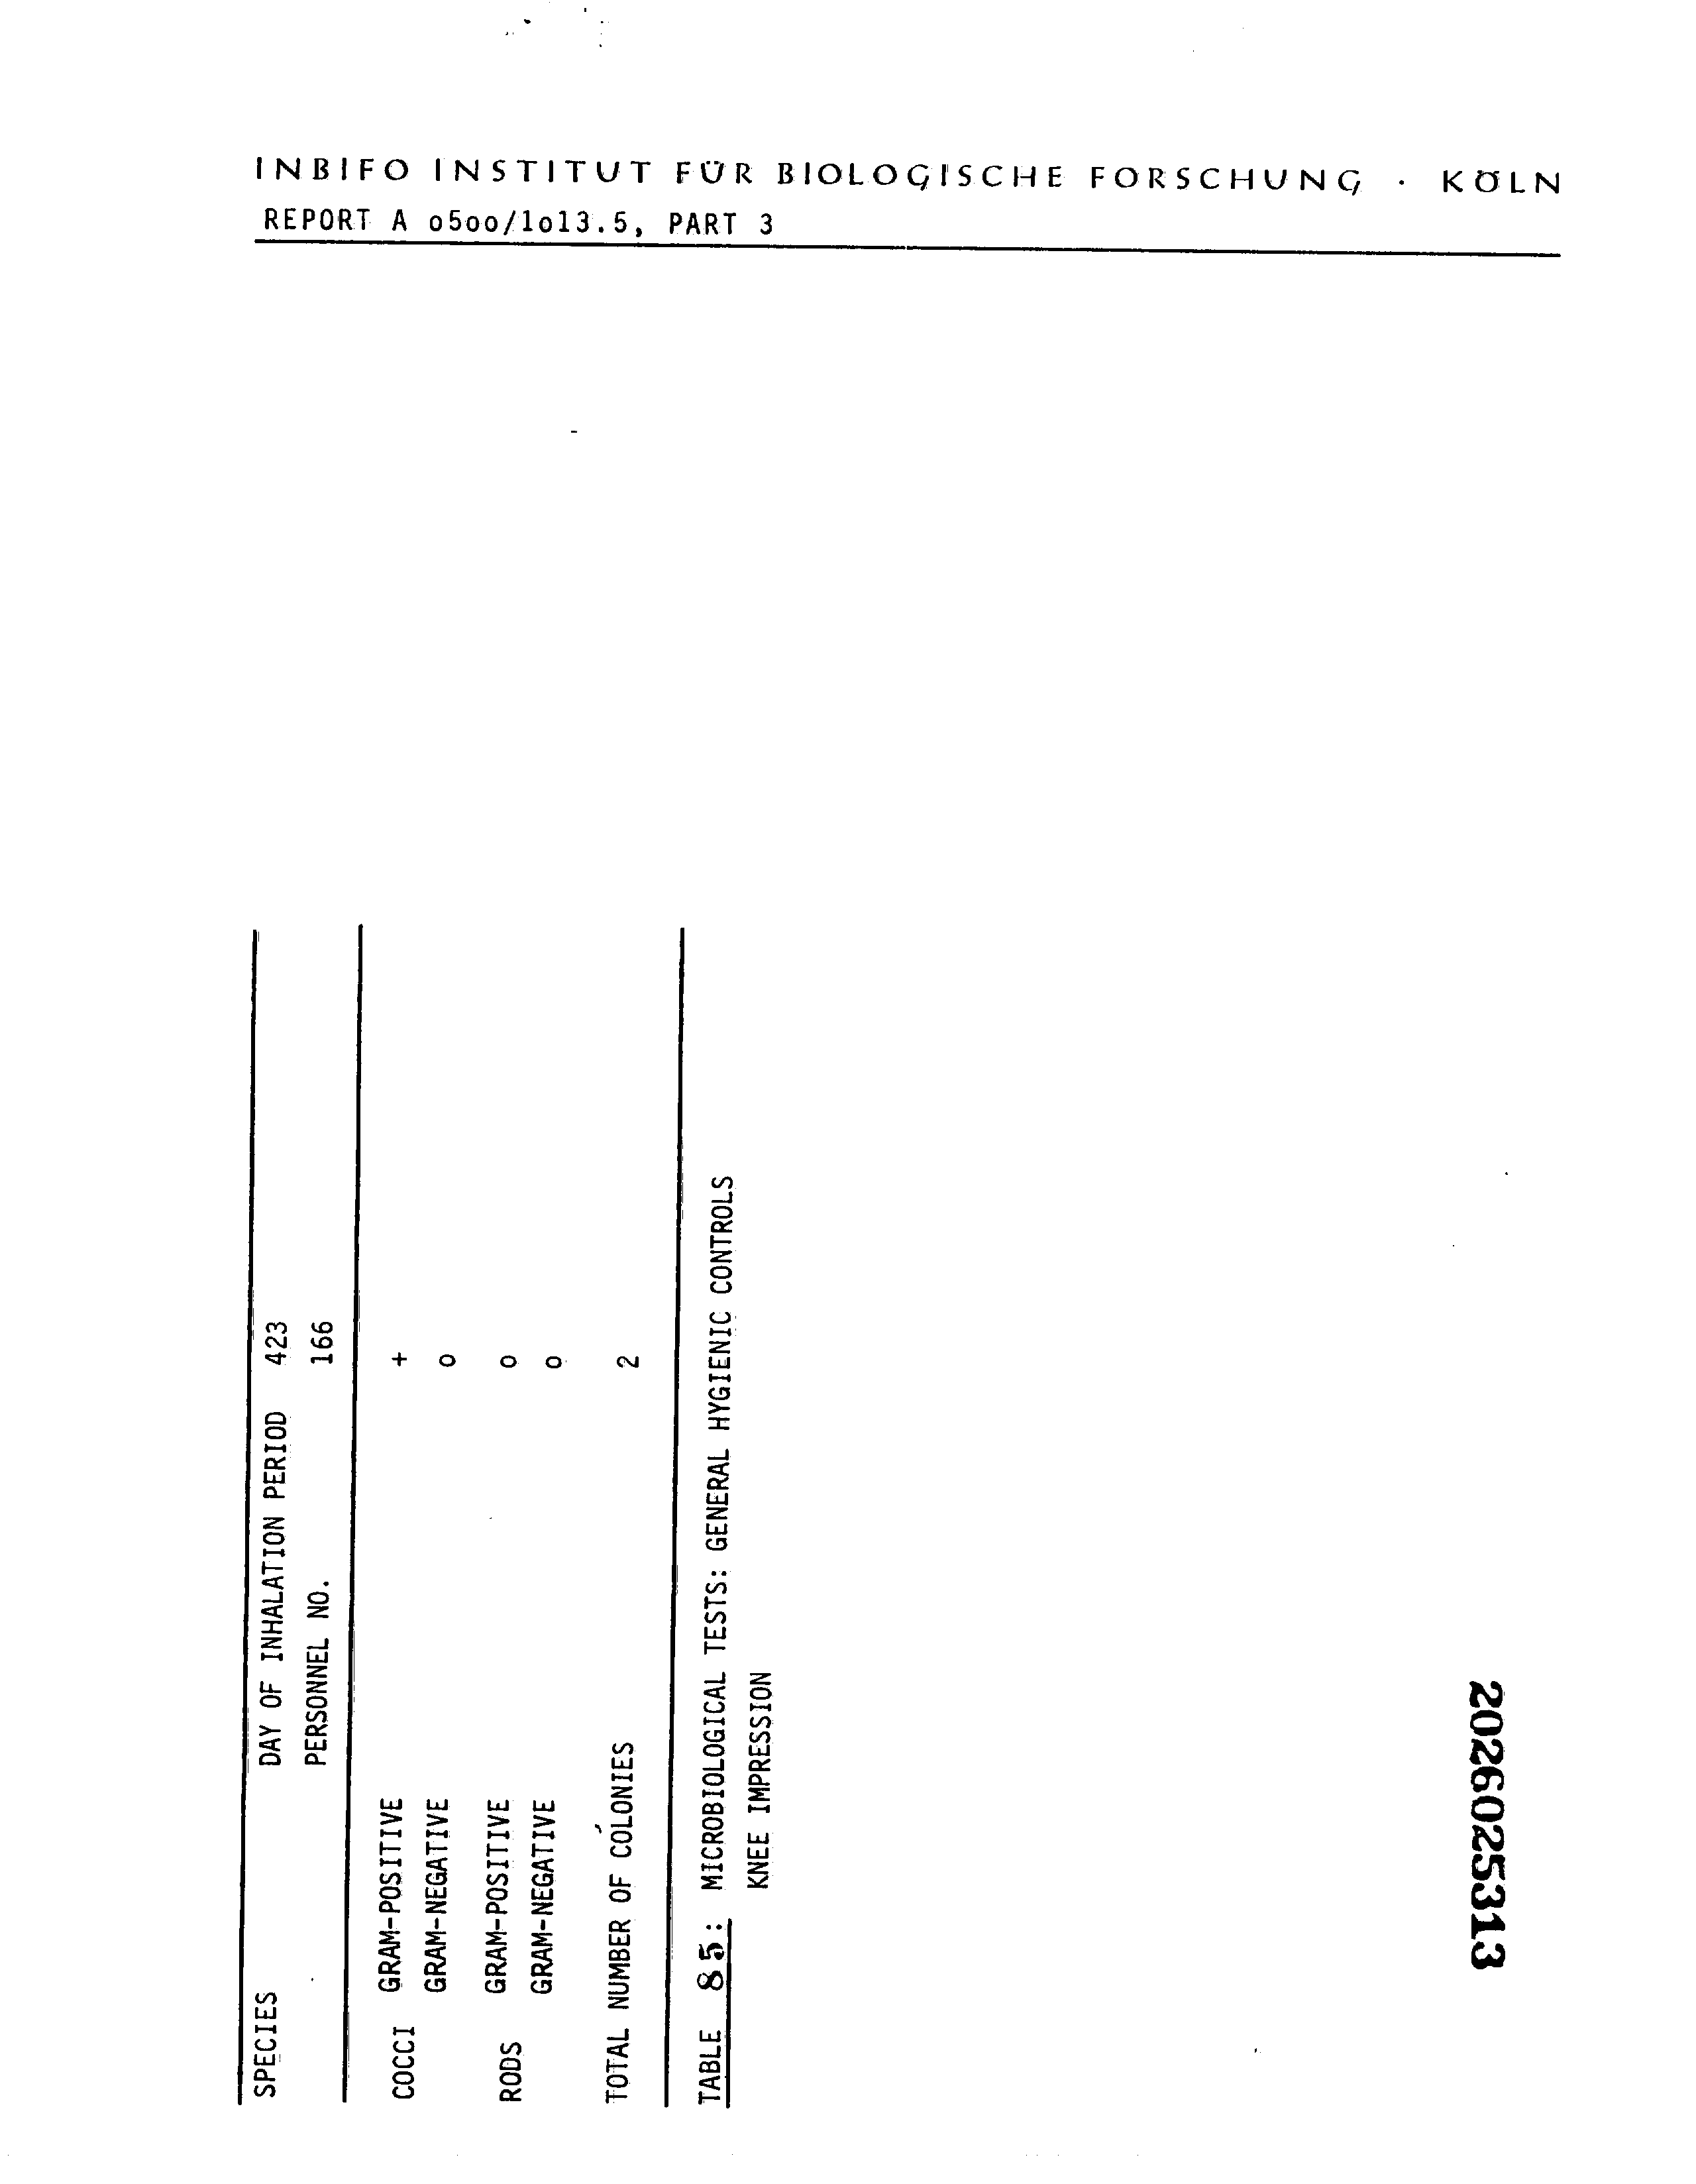 INBIFO INSTITUT FÜR BIOLOGISCHE FORSCHUNG · KÖLN
REPORT A o5oo/1o13.5, PART 3
SPECIES DAY OF INHALATION PERIOD 423
PERSONNEL NO. 166
COCCI GRAM-POSITIVE +
GRAM-NEGATIVE o
RODS GRAM-POSITIVE o
GRAM-NEGATIVE o
TOTAL NUMBER OF COLONIES 2
TABLE 85: MICROBIOLOGICAL TESTS: GENERAL HYGIENIC CONTROLS
KNEE IMPRESSION
2026025313